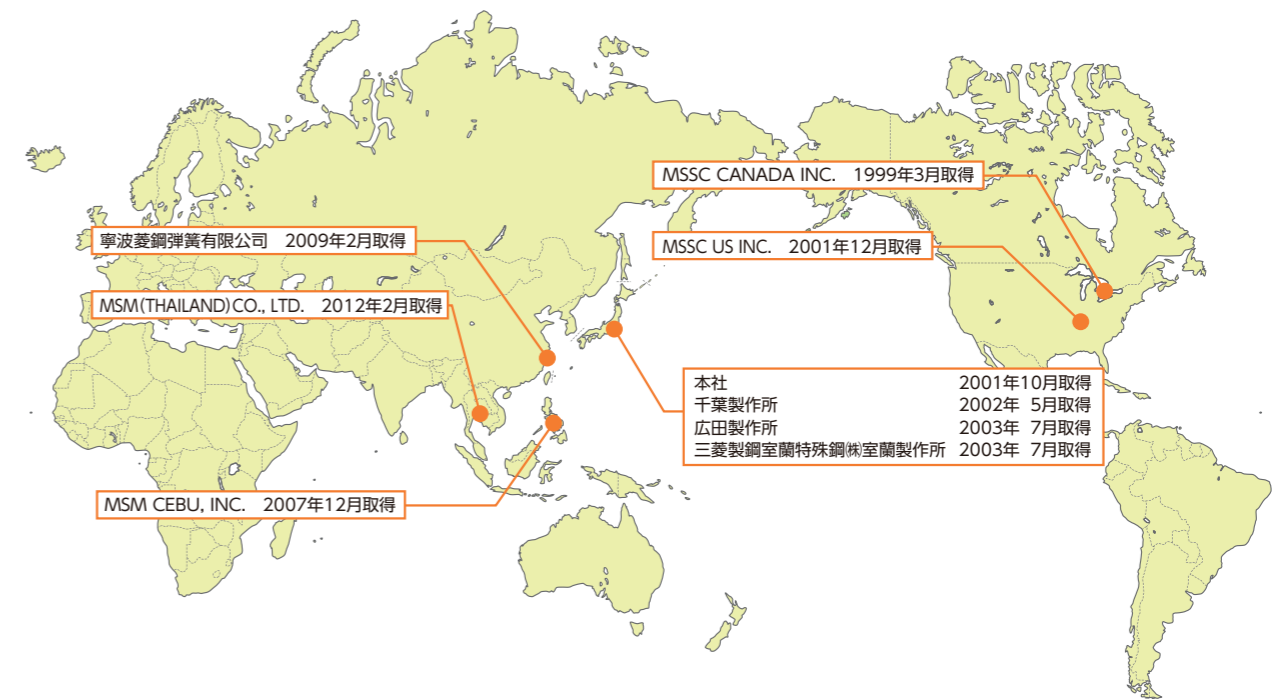 MSSC CANADA INC.　1999年3月取得
寧波菱鋼弾簧有限公司　2009年2月取得
MSSC US INC.　2001年12月取得
MSM(THAILAND)CO., LTD.　2012年2月取得
本社　2001年10月取得
千葉製作所　2002年 5月取得
広田製作所　2003年 7月取得
三菱製鋼室蘭特殊鋼㈱室蘭製作所　2003年 7月取得
MSM CEBU, INC.　2007年12月取得